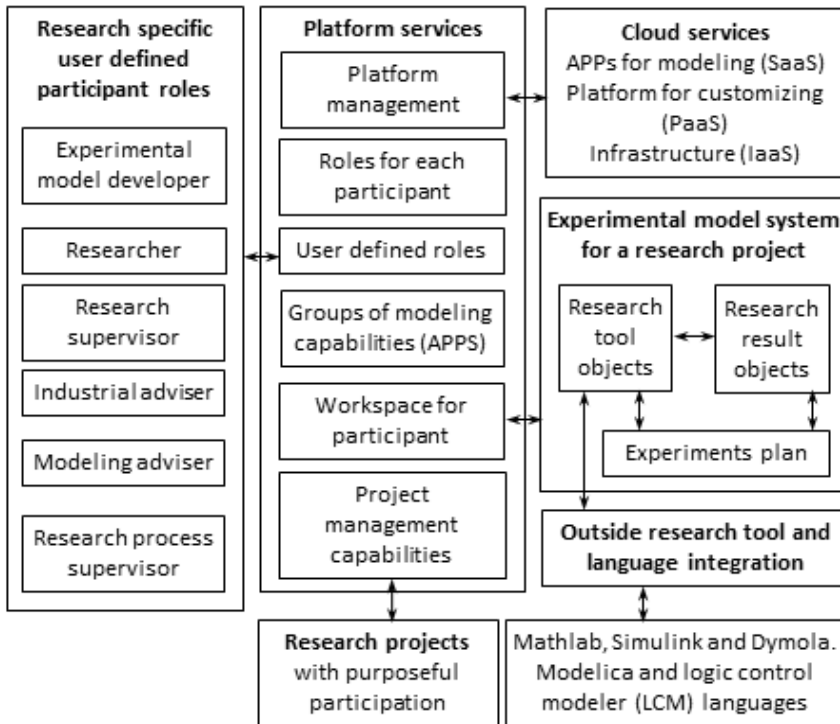 Research specific
user defined
participant roles
Experimental
model developer
Researcher
Research
supervisor
Industrial adviser
Modeling adviser
Research process
supervisor
Platform services
Platform
management
Roles for each
participant
User defined roles
Groups of modeling
capabilities (APPS)
Workspace for
participant
Project
management
capabilities
Research projects
with purposeful
participation
Cloud services
APPs for modeling (SaaS)
Platform for customizing
(PaaS)
Infrastructure (IaaS)
Experimental model system
for a research project
Research
tool
objects
Research
result
objects
Experiments plan
Outside research tool and
language integration
Mathlab, Simulink and Dymola.
Modelica and logic control
modeler (LCM) languages